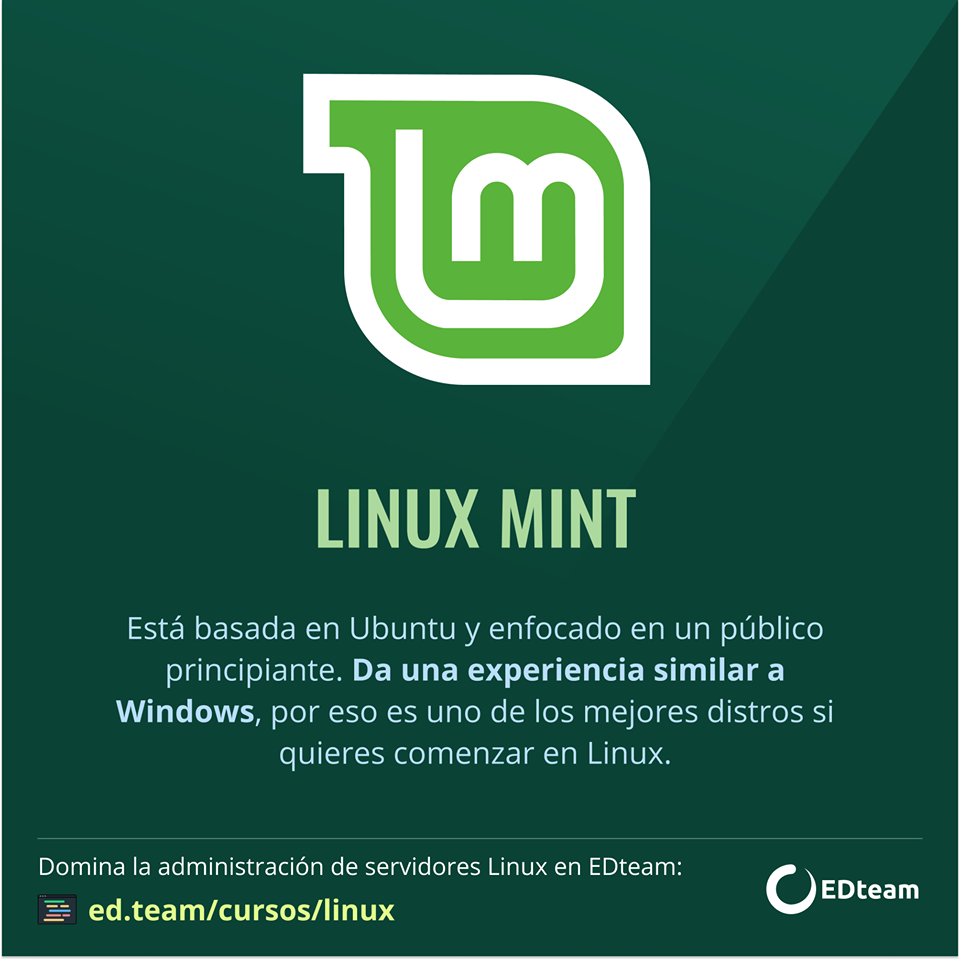 lm
LINUX MINT
Está basada en Ubuntu y enfocado en un público
principiante. Da una experiencia similar a
Windows, por eso es uno de los mejores distros si
quieres comenzar en Linux.
Domina la administración de servidores Linux en EDteam:
ed.team/cursos/linux
EDteam